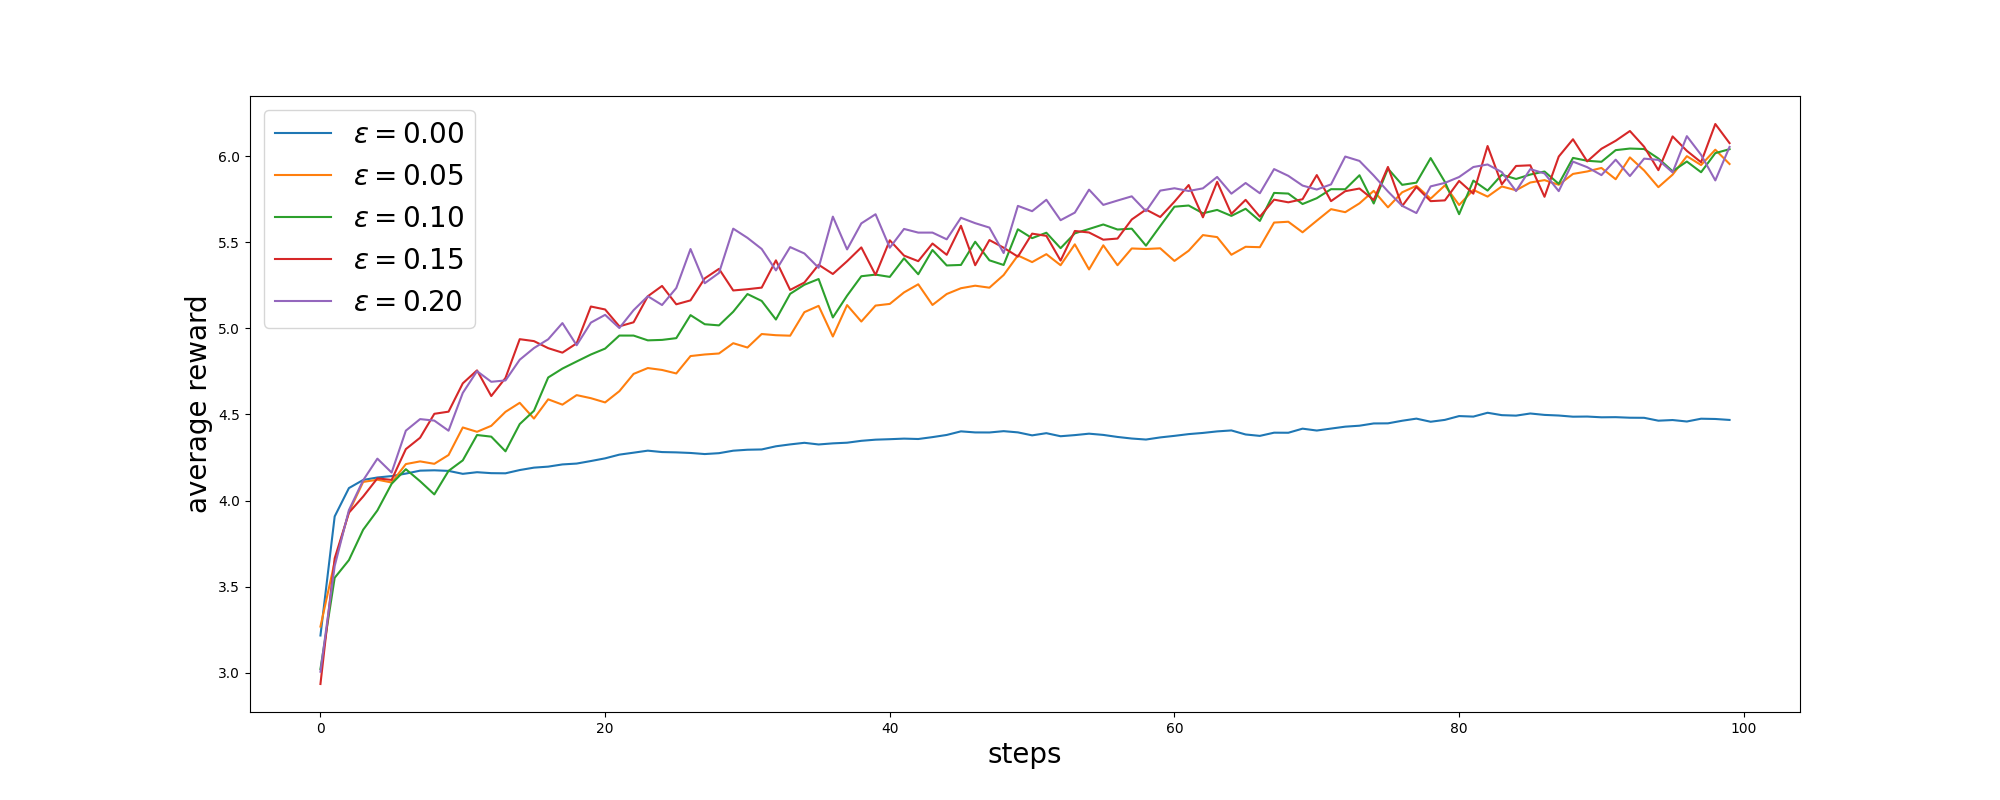 ε = 0.00
ε = 0.05
ε = 0.10
ε = 0.15
ε = 0.20
average reward
6.0
5.5
5.0
4.5
4.0
3.5
3.0
0 20 40 60 80 100
steps